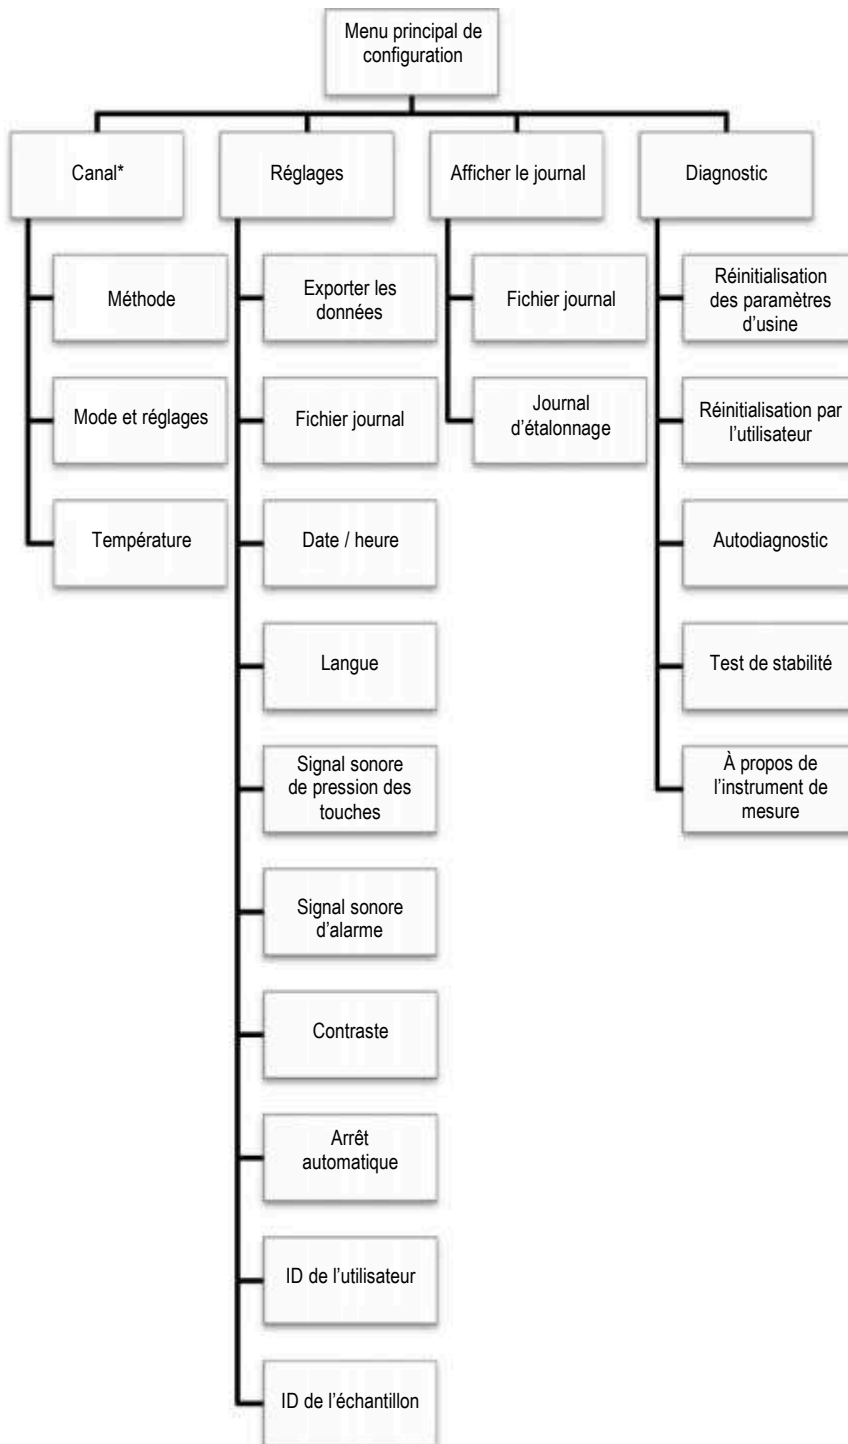 Menu principal de
configuration
Canal*
Réglages
Afficher le journal
Diagnostic
Méthode
Mode et réglages
Température
Exporter les
données
Fichier journal
Date / heure
Langue
Signal sonore
de pression des
touches
Signal sonore
d'alarme
Contraste
Arrêt
automatique
ID de l'utilisateur
ID de l'échantillon
Fichier journal
Journal
d'étalonnage
Réinitialisation
des paramètres
d'usine
Réinitialisation par
l'utilisateur
Autodiagnostic
Test de stabilité
À propos de
l'instrument de
mesure